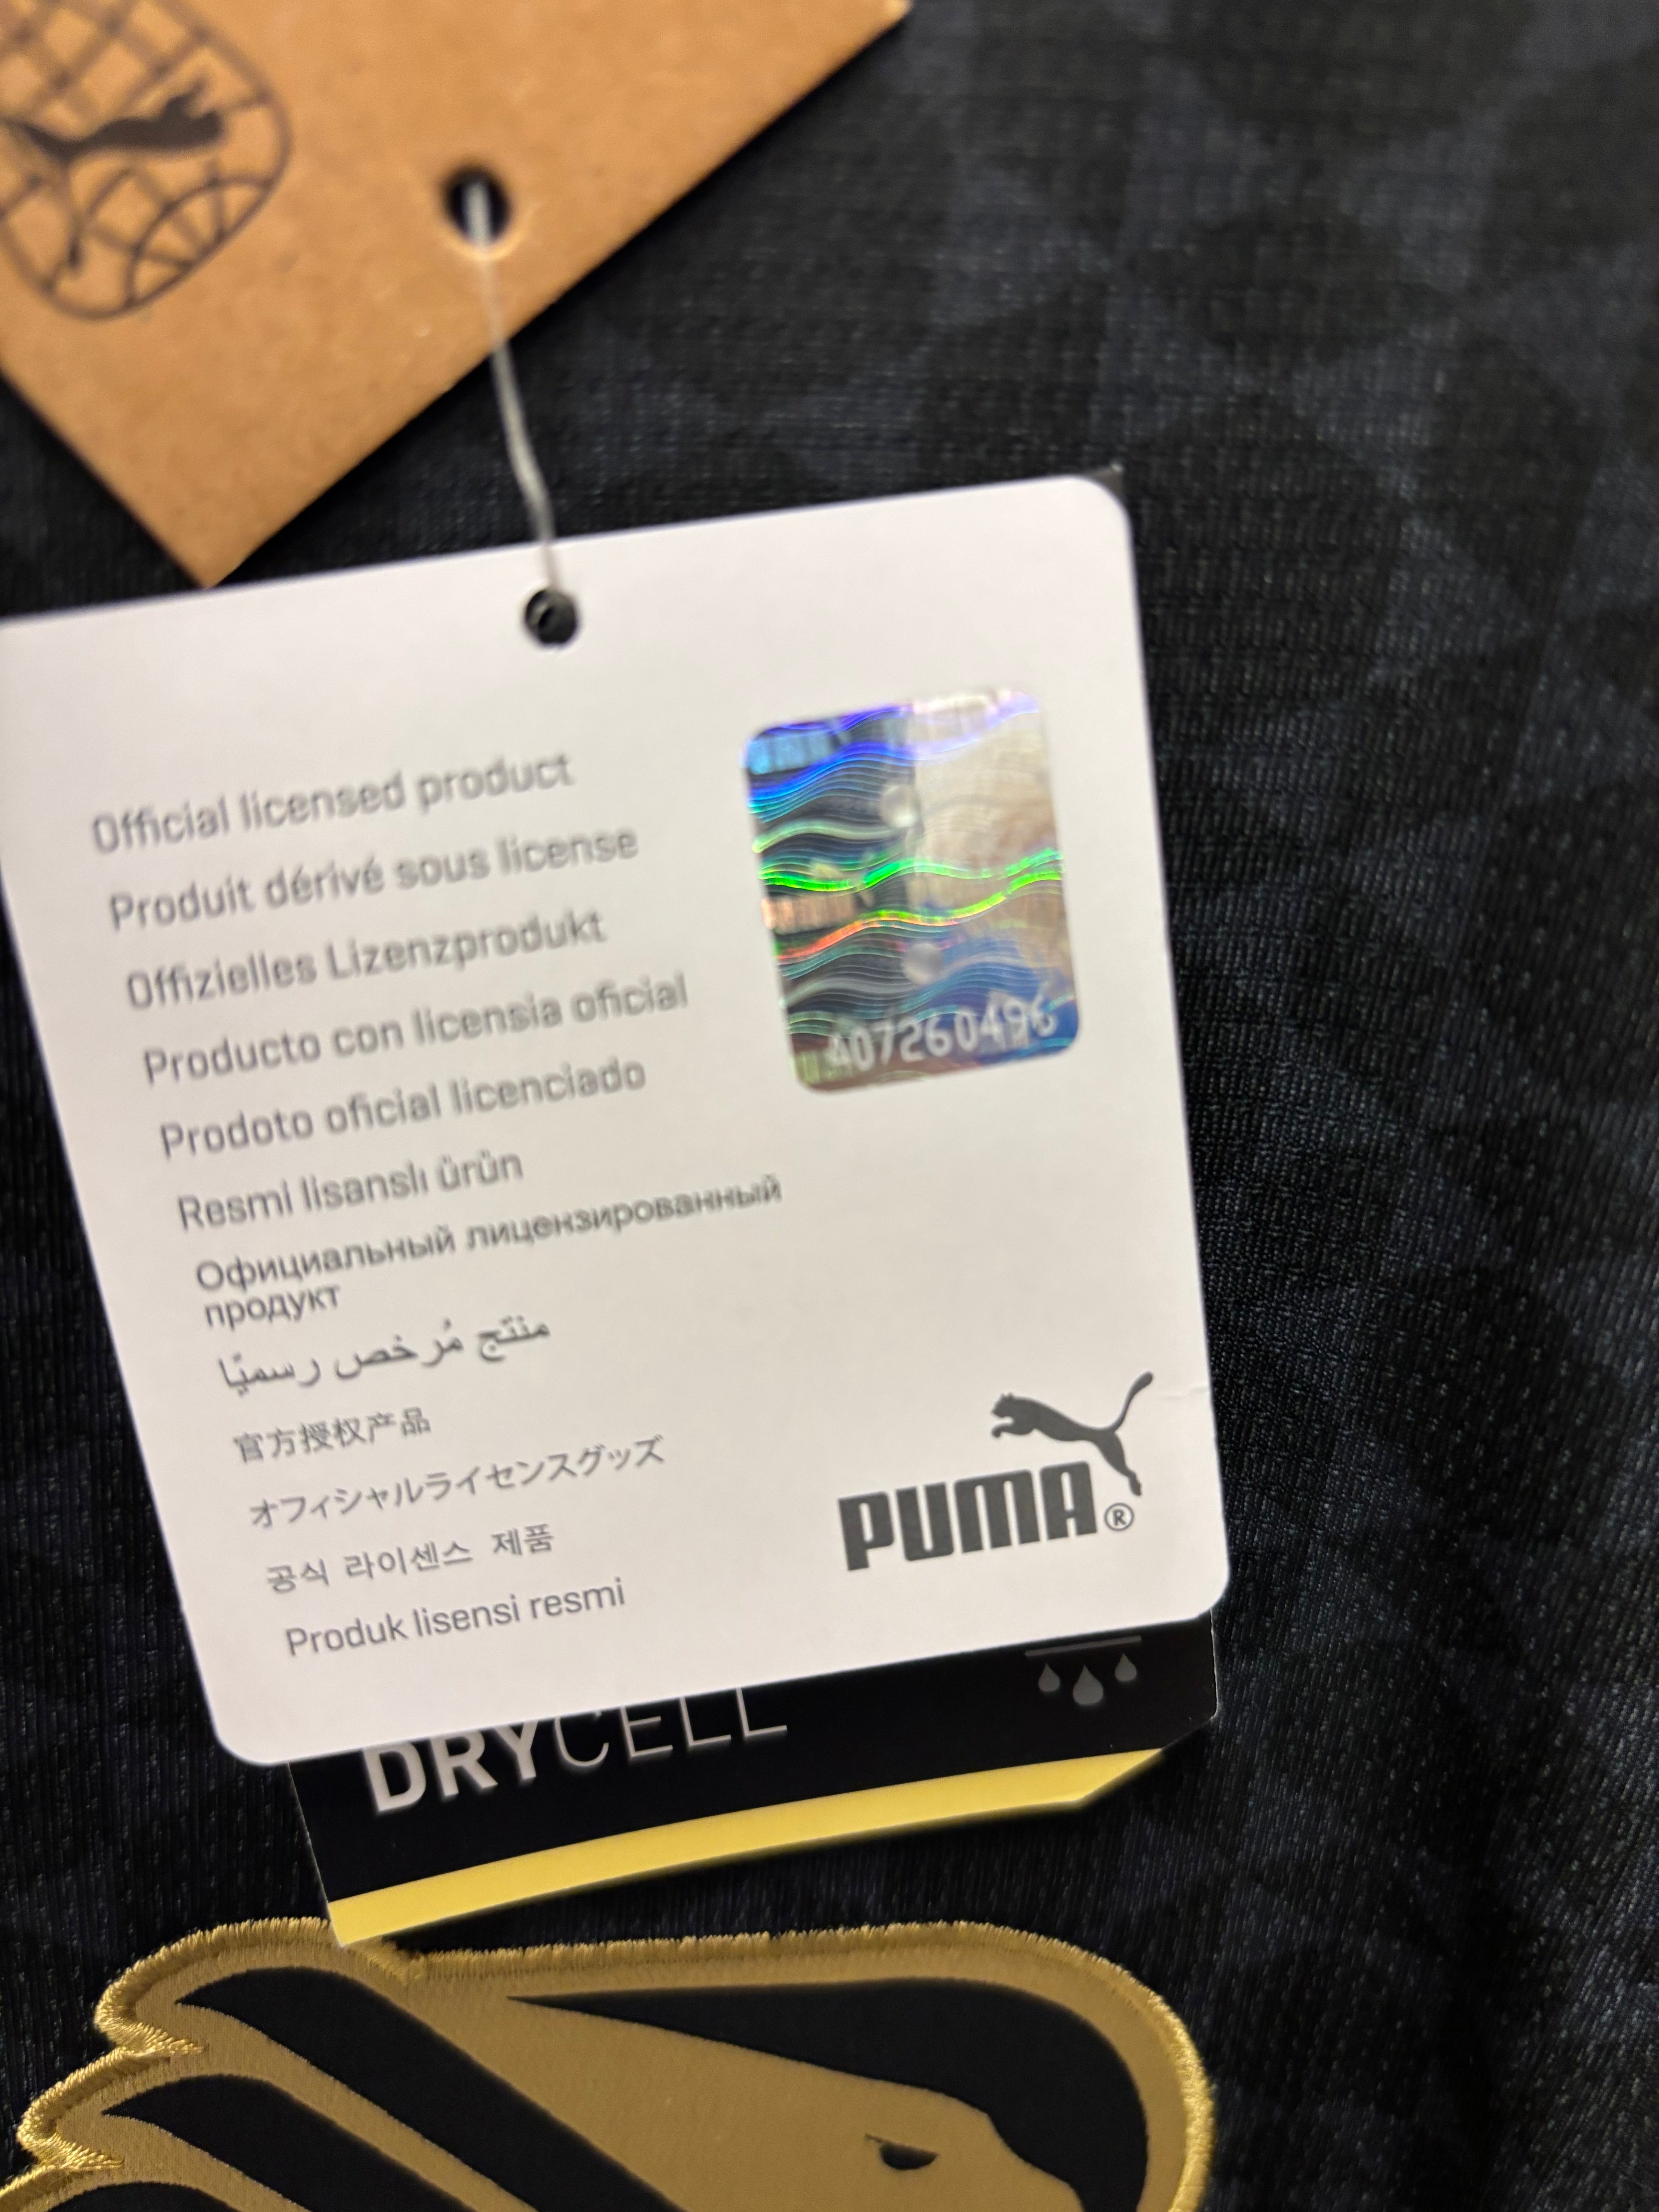 Official licensed product
Produit dérivé sous license
Offizielles Lizenzprodukt
Producto con licensia oficial
Prodoto oficial licenciado
Resmi lisanslı ürün
Официальный лицензированный
продукт
منتَج مُرخص رسميًا
官方授权产品
オフィシャルライセンスグッズ
공식 라이센스 제품
Produk lisensi resmi
407260496
PUMA®
DRYCELL